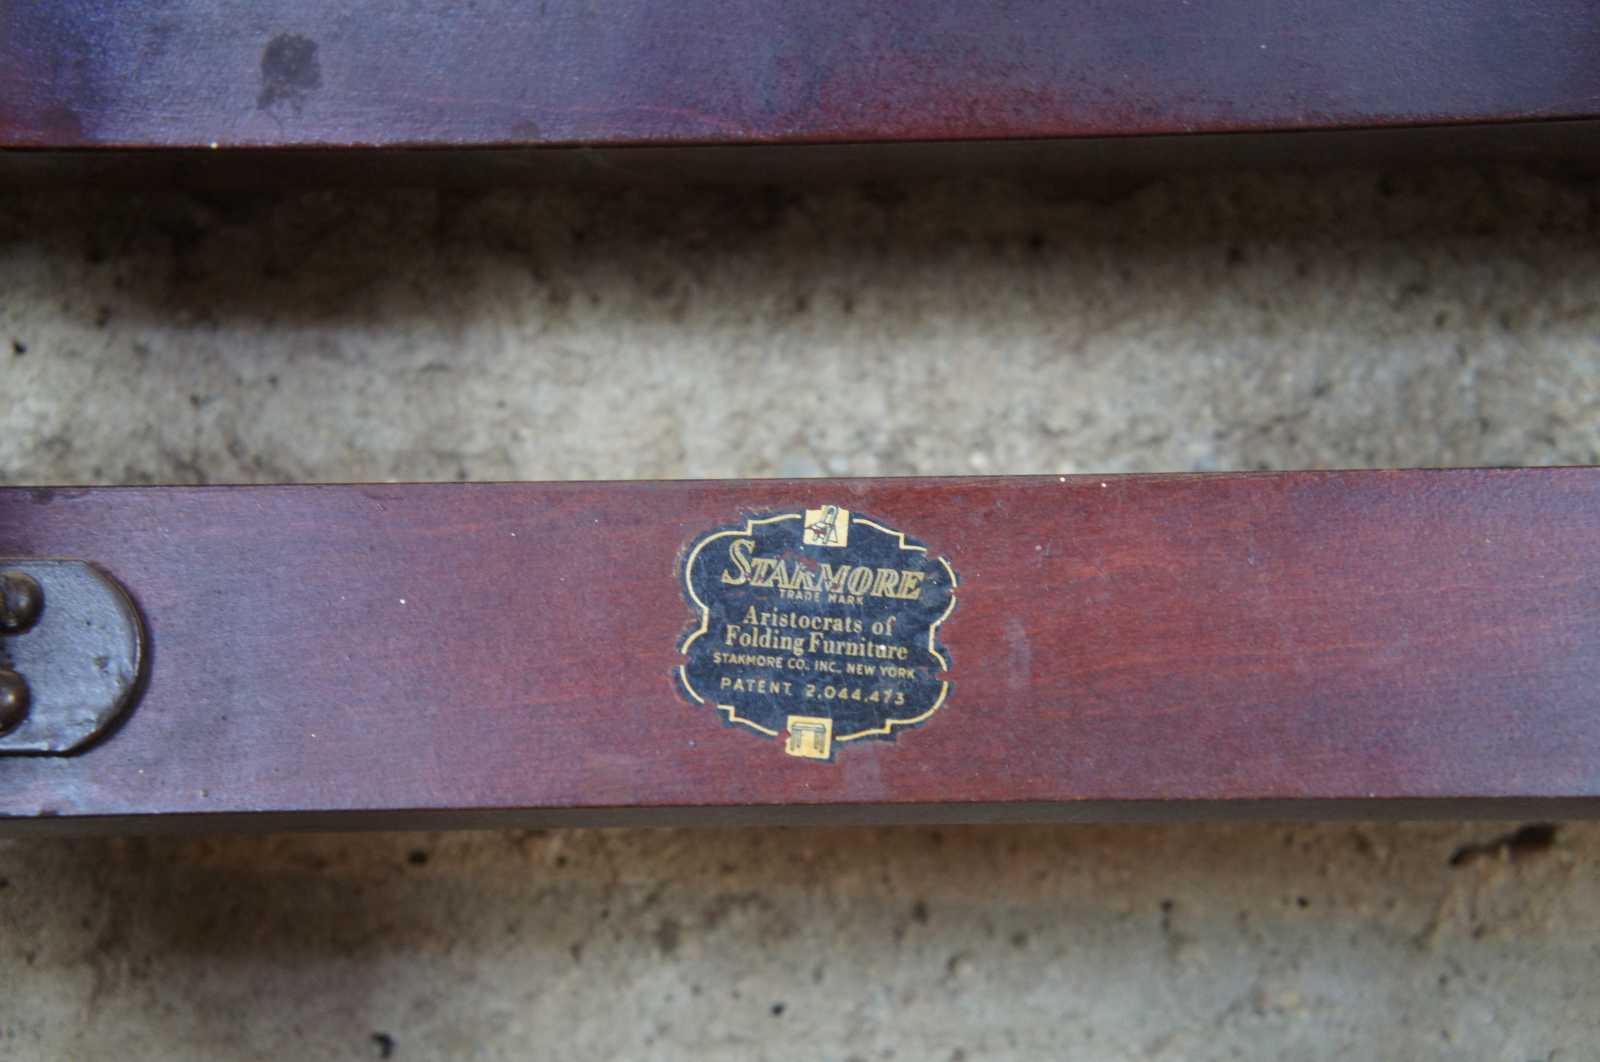 STAKMORE
TRADE MARK
Aristocrats of
Folding Furniture
STAKMORE CO., INC. NEW YORK
PATENT 2,044,473